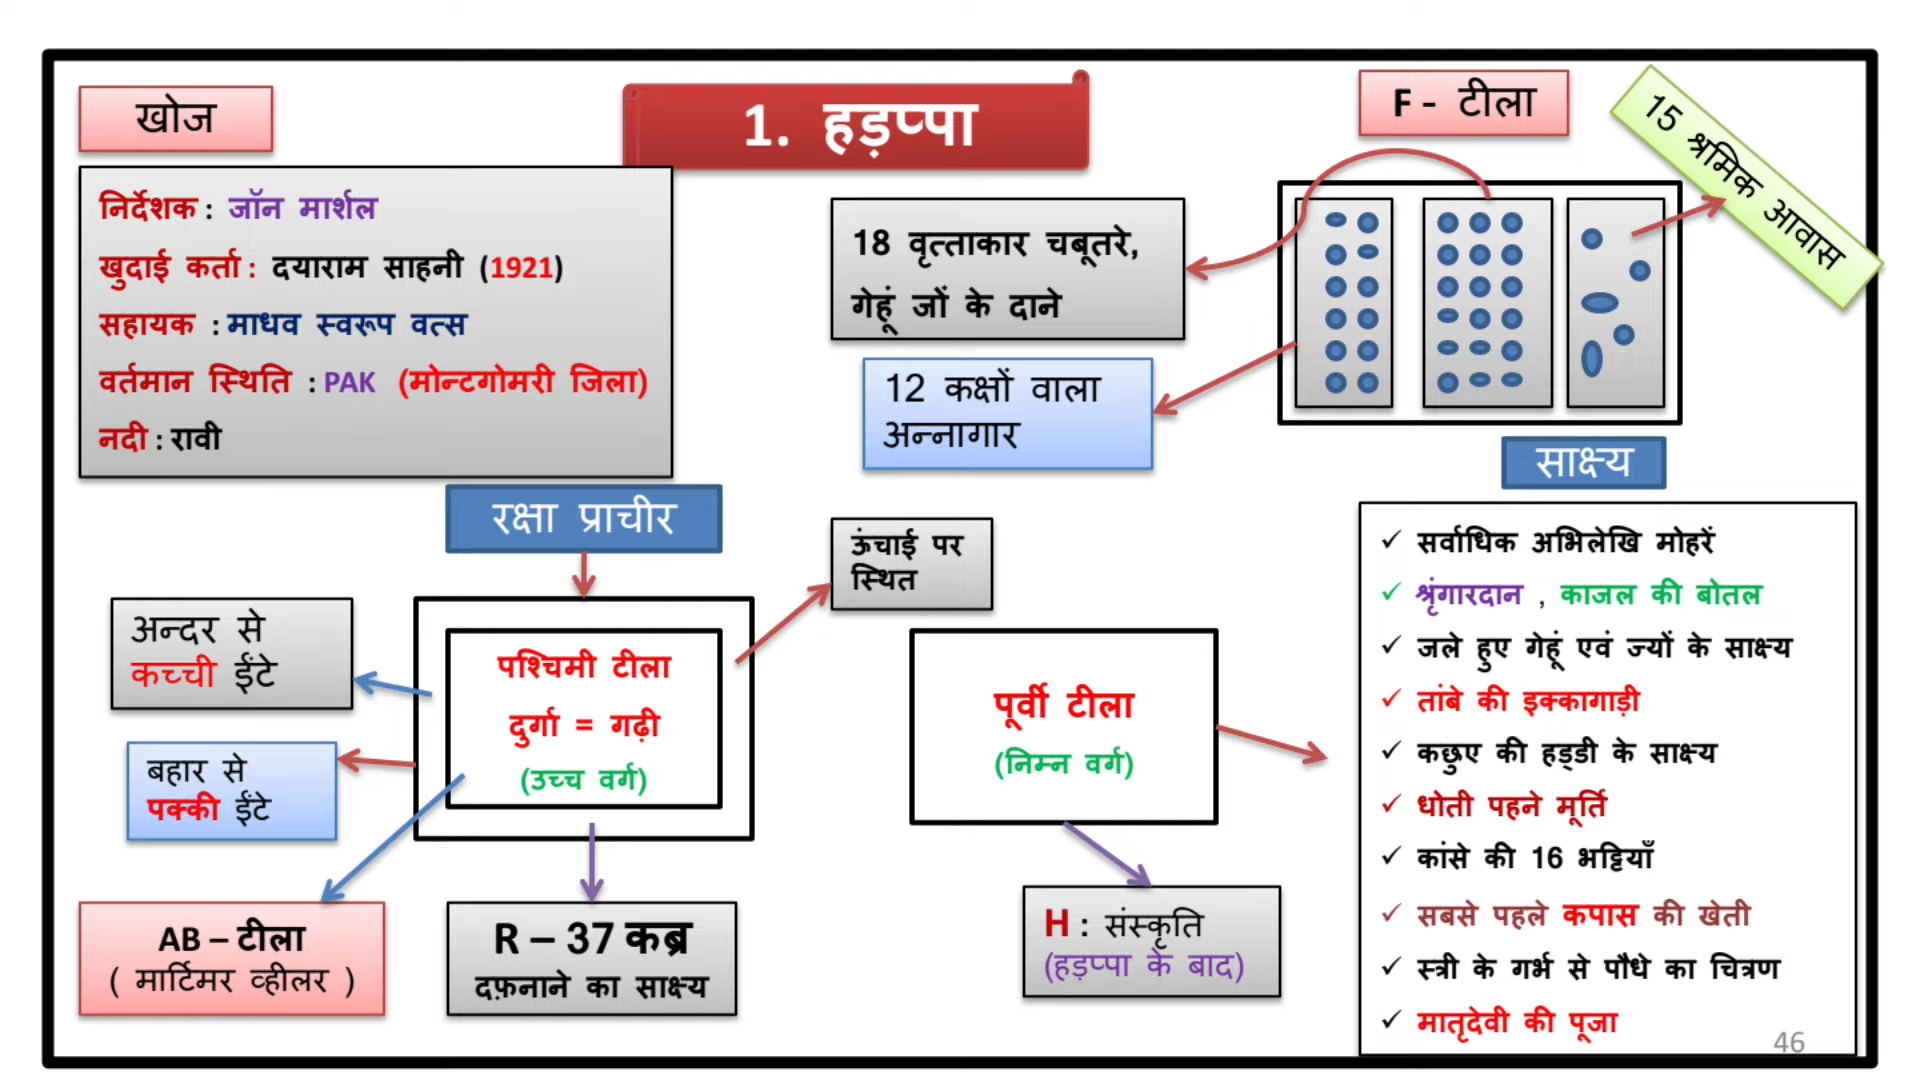 1. हड़प्पा
खोज
निर्देशक : जॉन मार्शल
खुदाई कर्ता : दयाराम साहनी (1921)
सहायक : माधव स्वरूप वत्स
वर्तमान स्थिति : PAK (मोन्टगोमरी जिला)
नदी : रावी
F - टीला
15 श्रमिक आवास
18 वृत्ताकार चबूतरे,
गेहूं जों के दाने
12 कक्षों वाला
अन्नागार
रक्षा प्राचीर
ऊंचाई पर
स्थित
अन्दर से
कच्ची ईंटे
बहार से
पक्की ईंटे
पश्चिमी टीला
दुर्गा = गढ़ी
(उच्च वर्ग)
AB – टीला
( मार्टिमर व्हीलर )
R – 37 कब्र
दफ़नाने का साक्ष्य
पूर्वी टीला
(निम्न वर्ग)
H : संस्कृति
(हड़प्पा के बाद)
साक्ष्य
✓ सर्वाधिक अभिलेखि मोहरें
✓ श्रृंगारदान , काजल की बोतल
✓ जले हुए गेहूं एवं ज्यों के साक्ष्य
✓ तांबे की इक्कागाड़ी
✓ कछुए की हड्डी के साक्ष्य
✓ धोती पहने मूर्ति
✓ कांसे की 16 भट्टियाँ
✓ सबसे पहले कपास की खेती
✓ स्त्री के गर्भ से पौधे का चित्रण
✓ मातृदेवी की पूजा
46